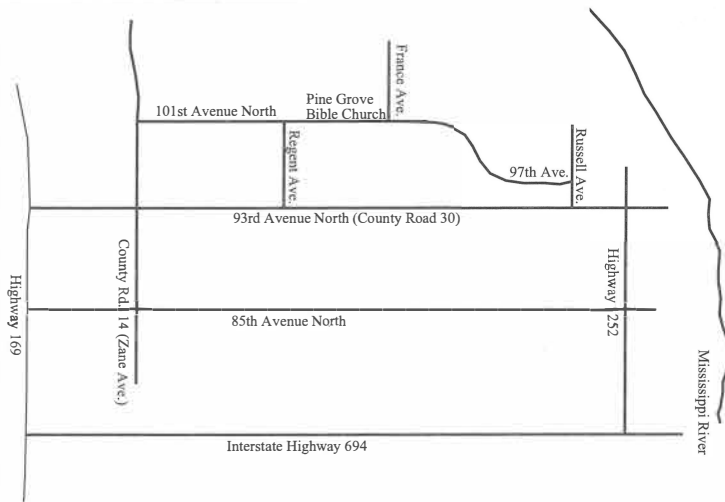 France Ave.
Pine Grove
Bible Church
101st Avenue North
Regent Ave.
Russell Ave.
97th Ave.
93rd Avenue North (County Road 30)
County Rd. 14 (Zane Ave.)
Highway 252
Highway 169
85th Avenue North
Mississippi River
Interstate Highway 694